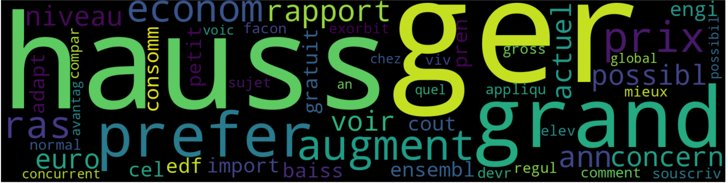 niveau
econom
rapport
hauss
ger
prix
engi
possibl
possibilit
actuel
adapt
compar
consomm
voic
facon
petit
sujet
gratuit
exorbit
chez
viv
pren
an
quel
gross
appliqu
global
mieux
ras
prefer
voir
cout
augment
grand
elev
avantag
normal
euro
concurrent
cel
edf
import
baiss
ensembl
devr
regul
ann
concern
comment
souscriv